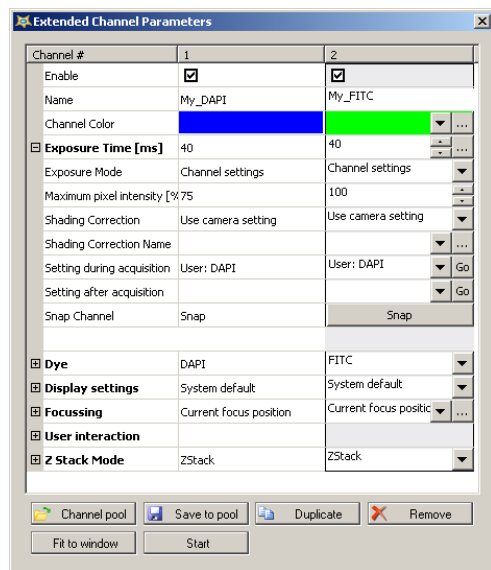 Extended Channel Parameters
Channel # 1 2
Enable
Name My_DAPI My_FITC
Channel Color ...
Exposure Time [ms] 40 40 ...
Exposure Mode Channel settings Channel settings
Maximum pixel intensity [% 75 100
Shading Correction Use camera setting Use camera setting
Shading Correction Name ...
Setting during acquisition User: DAPI User: DAPI Go
Setting after acquisition Go
Snap Channel Snap Snap
Dye DAPI FITC
Display settings System default System default
Focussing Current focus position Current focus positic ...
User interaction
Z Stack Mode ZStack ZStack
Channel pool Save to pool Duplicate Remove
Fit to window Start